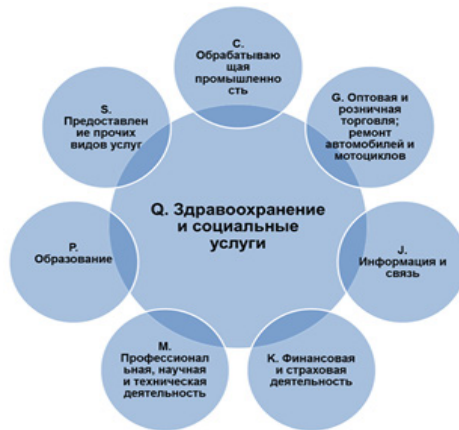 C.
Обрабатываю
щая
промышленно
сть
G. Оптовая и
розничная
торговля;
ремонт
автомобилей и
мотоциклов
J.
Информация и
связь
K. Финансовая
и страховая
деятельность
M.
Профессионал
ьная, научная
и техническая
деятельность
P.
Образование
S.
Предоставлен
ие прочих
видов услуг
Q. Здравоохранение
и социальные
услуги